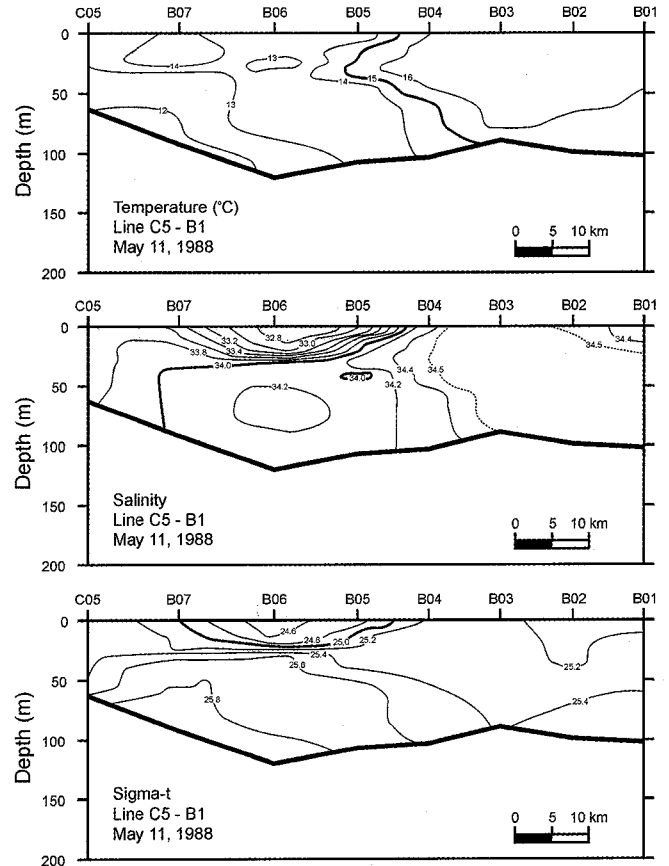 C05 B07 B06 B05 B04 B03 B02 B01
0
50
100
150
200
Depth (m)
14
13
13
12
14
15
16
Temperature (°C)
Line C5 - B1
May 11, 1988
0 5 10 km
C05 B07 B06 B05 B04 B03 B02 B01
0
50
100
150
200
Depth (m)
33.2
32.8
33.0
33.8
33.4
34.0
34.0
34.2
34.2
34.4
34.5
34.5
34.4
Salinity
Line C5 - B1
May 11, 1988
0 5 10 km
C05 B07 B06 B05 B04 B03 B02 B01
0
50
100
150
200
Depth (m)
24.6
24.8
25.0
25.2
25.4
25.8
25.2
25.4
Sigma-t
Line C5 - B1
May 11, 1988
0 5 10 km